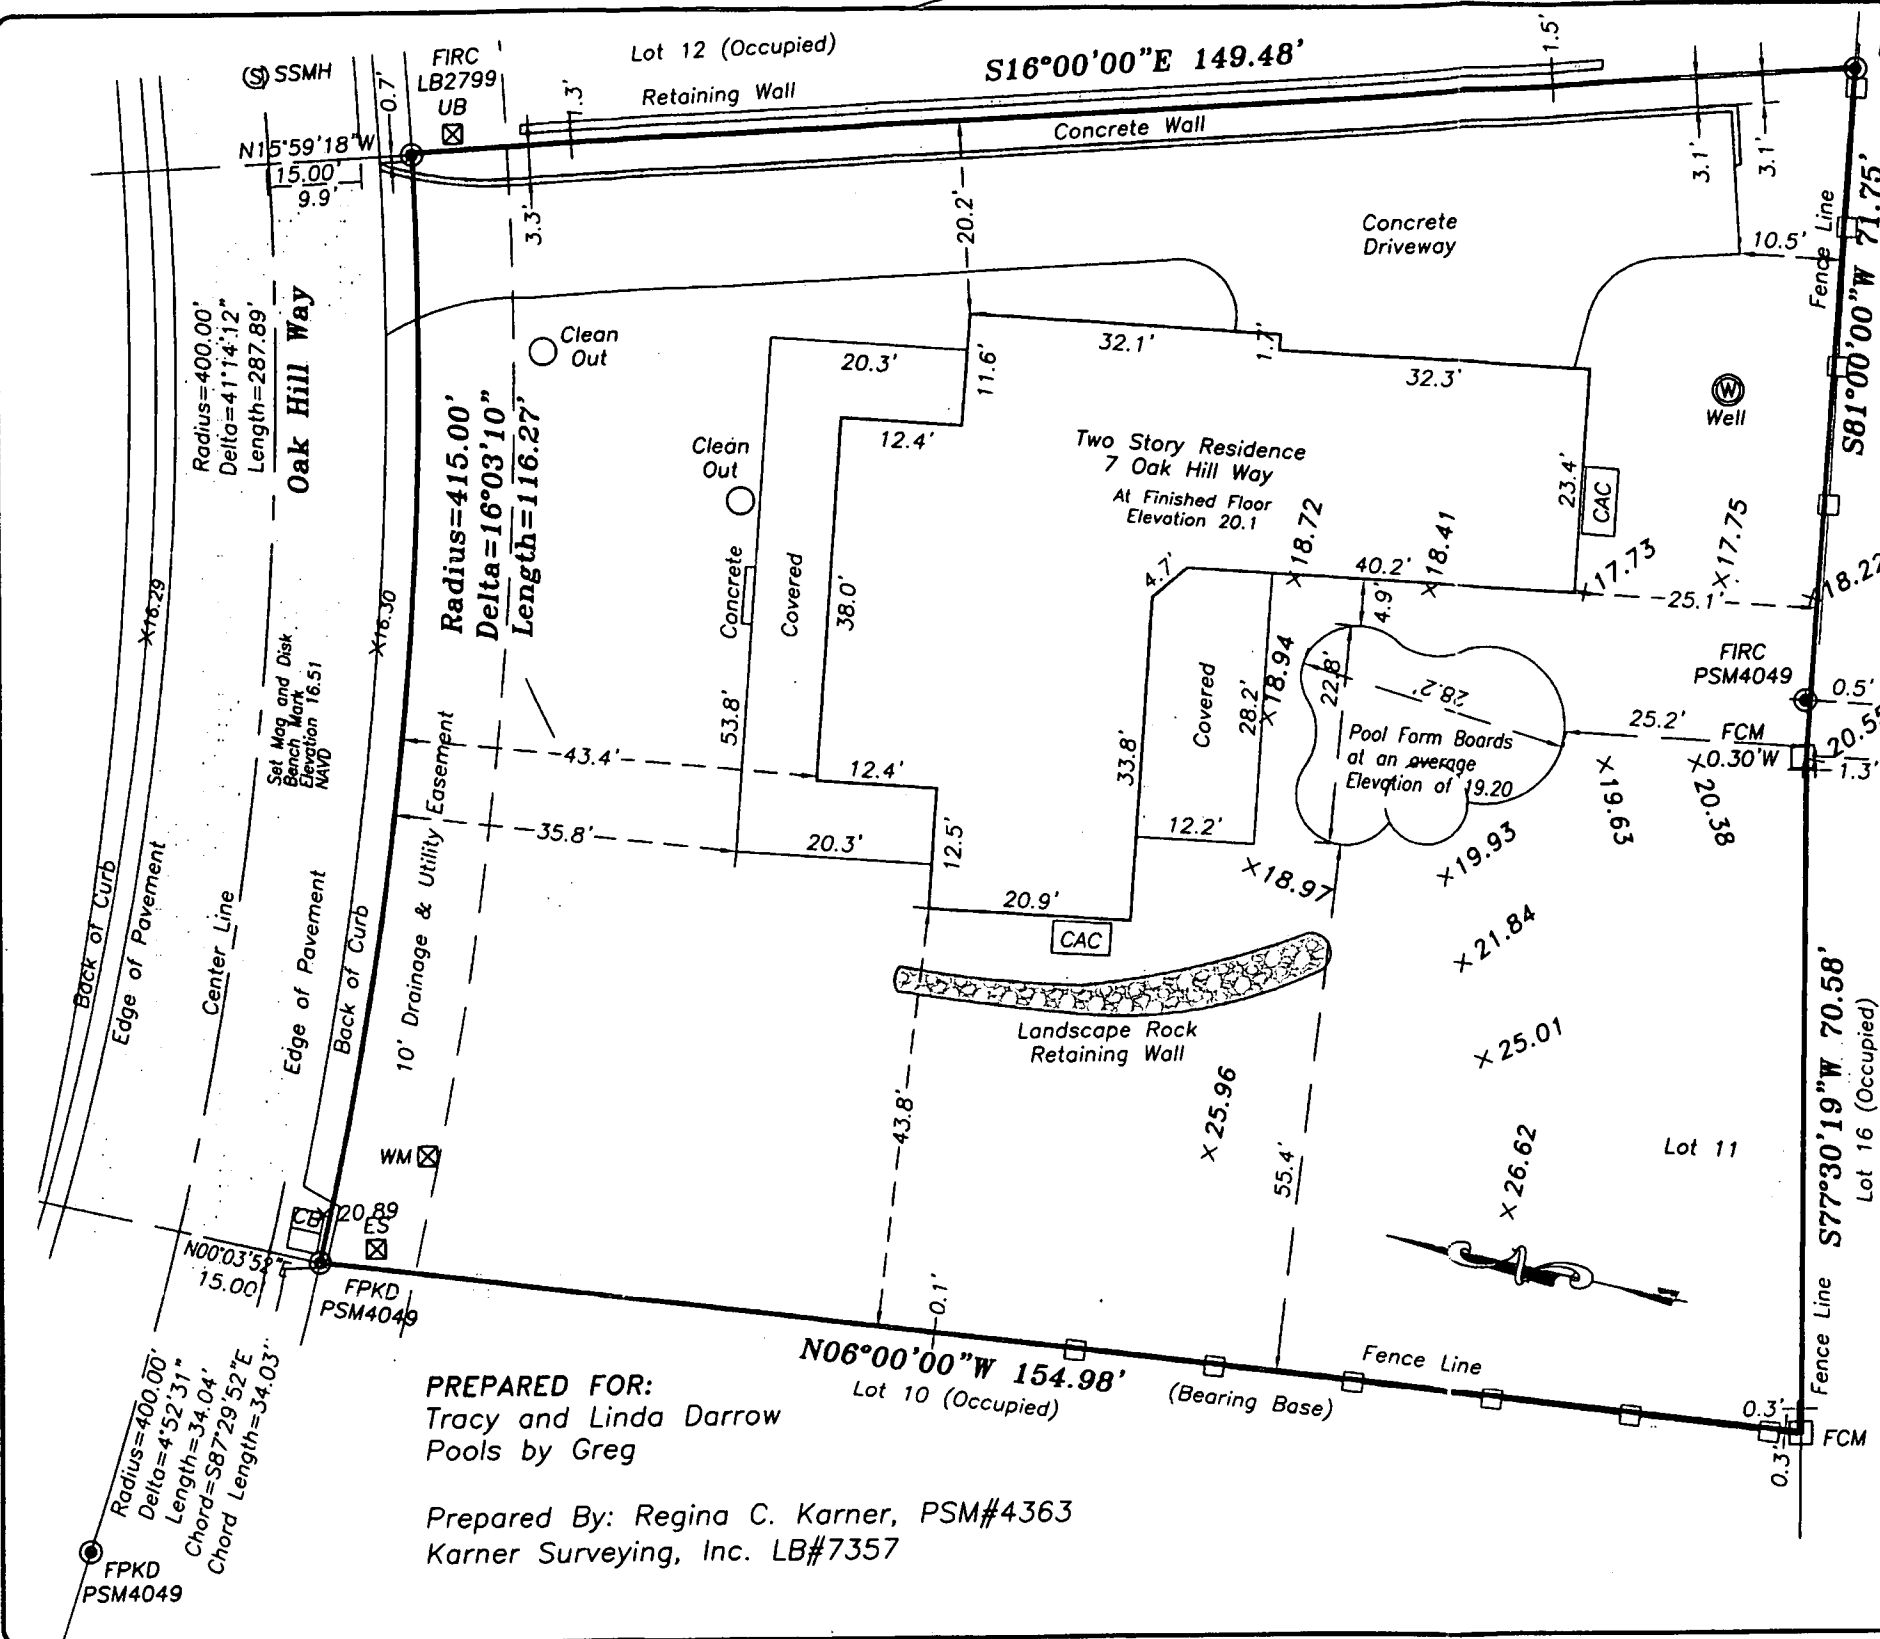 SSMH
FIRC
LB2799
UB
Lot 12 (Occupied)
S16°00'00"E 149.48'
Retaining Wall
Concrete Wall
0.7'
1.3'
1.5'
3.1'
3.1'
N15°59'18"W
15.00'
9.9'
3.3'
20.2'
Concrete
Driveway
10.5'
Fence Line
S81°00'00"W 71.75'
Radius=400.00'
Delta=41°14'12"
Length=287.89'
Oak Hill Way
Clean
Out
Radius=415.00'
Delta=16°03'10"
Length=116.27'
20.3'
11.6'
32.1'
1.7'
32.3'
12.4'
Clean
Out
Two Story Residence
7 Oak Hill Way
At Finished Floor
Elevation 20.1
W
Well
23.4'
CAC
Concrete
Covered
38.0'
53.8'
4.7'
40.2'
18.72
18.41
17.73
17.75
25.1'
4.9'
16.29
16.30
Set Mag and Disk
Bench Mark
Elevation 16.51
NAVD
Covered
28.2'
18.94
33.8'
22.8'
28.2'
Pool Form Boards
at an average
Elevation of 19.20
FIRC
PSM4049
0.5'
25.2'
FCM
0.30'W
1.3'
43.4'
12.4'
35.8'
20.3'
12.5'
12.2'
18.97
19.93
19.63
20.38
20.9'
CAC
21.84
Landscape Rock
Retaining Wall
25.01
25.96
26.62
43.8'
55.4'
Lot 11
S77°30'19"W 70.58'
Lot 16 (Occupied)
Fence Line
Back of Curb
Edge of Pavement
Center Line
Edge of Pavement
Back of Curb
10' Drainage & Utility Easement
WM
CB
20.89
ES
N00°03'52"E
15.00'
FPKD
PSM4049
0.1'
N06°00'00"W 154.98'
Lot 10 (Occupied)
(Bearing Base)
Fence Line
0.3'
0.3'
FCM
Radius=400.00'
Delta=4°52'31"
Length=34.04'
Chord=S87°29'52"E
Chord Length=34.03'
FPKD
PSM4049
PREPARED FOR:
Tracy and Linda Darrow
Pools by Greg
Prepared By: Regina C. Karner, PSM#4363
Karner Surveying, Inc. LB#7357